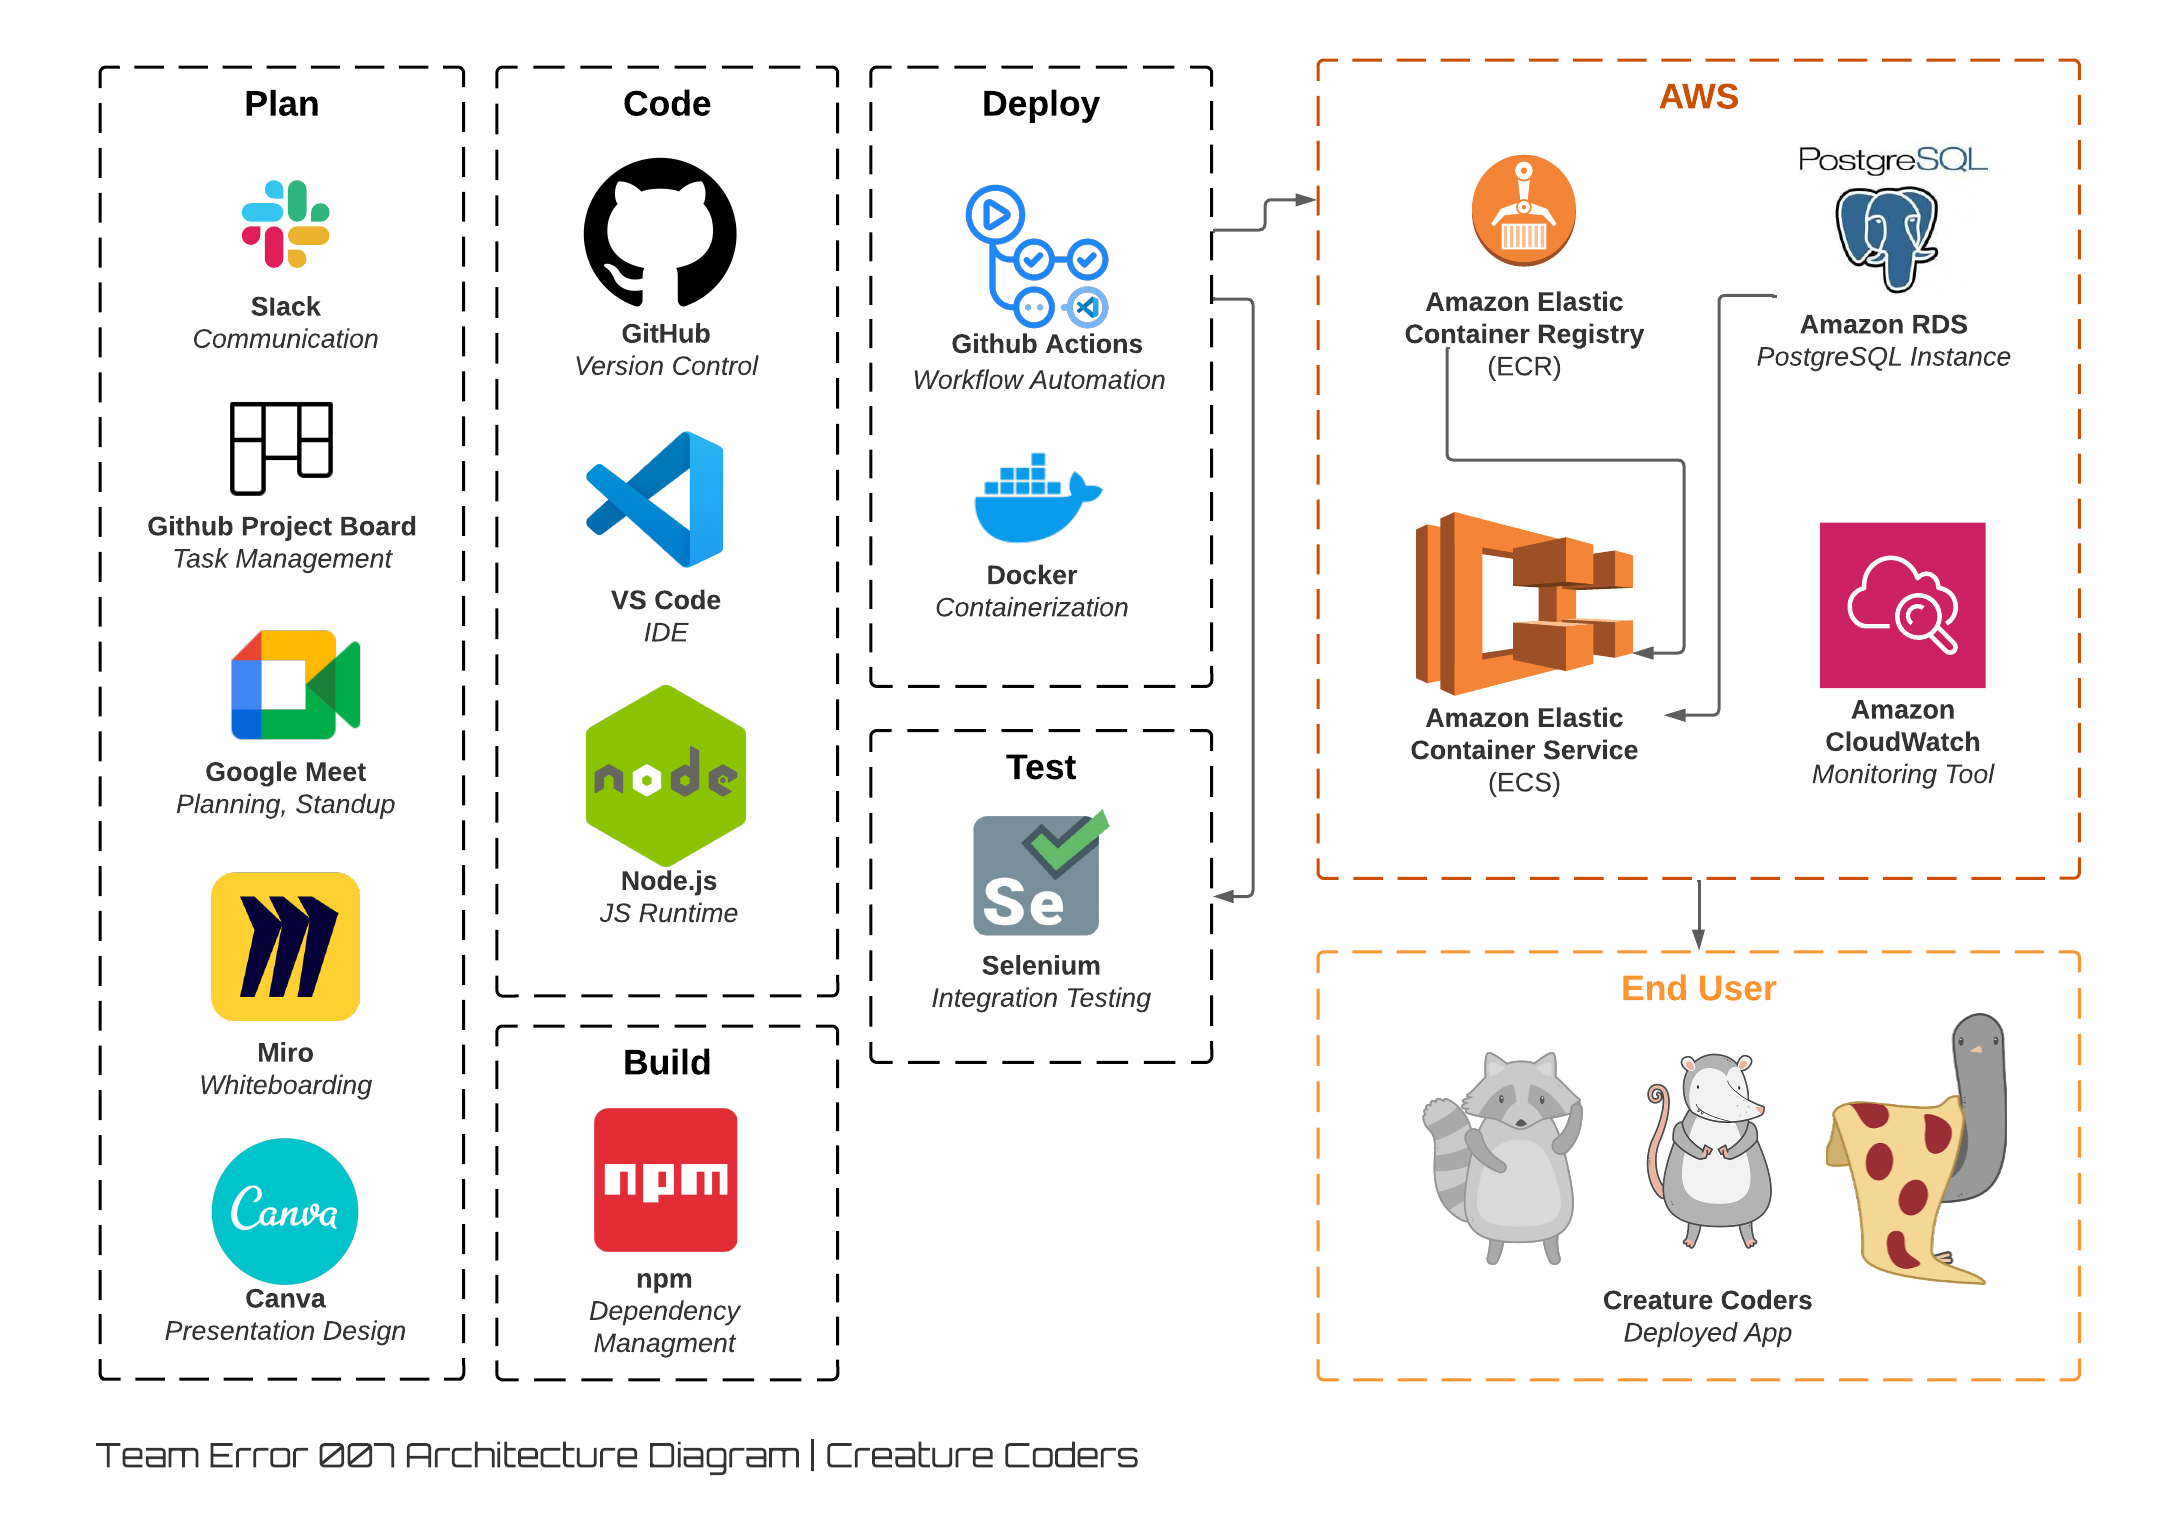 Plan
Slack
Communication
Github Project Board
Task Management
Google Meet
Planning, Standup
Miro
Whiteboarding
Canva
Canva
Presentation Design
Code
GitHub
Version Control
VS Code
IDE
node
Node.js
JS Runtime
Build
npm
npm
Dependency
Managment
Deploy
Github Actions
Workflow Automation
Docker
Containerization
Test
Se
Selenium
Integration Testing
AWS
Amazon Elastic
Container Registry
(ECR)
PostgreSQL
Amazon RDS
PostgreSQL Instance
Amazon Elastic
Container Service
(ECS)
Amazon
CloudWatch
Monitoring Tool
End User
Creature Coders
Deployed App
Team Error 007 Architecture Diagram | Creature Coders